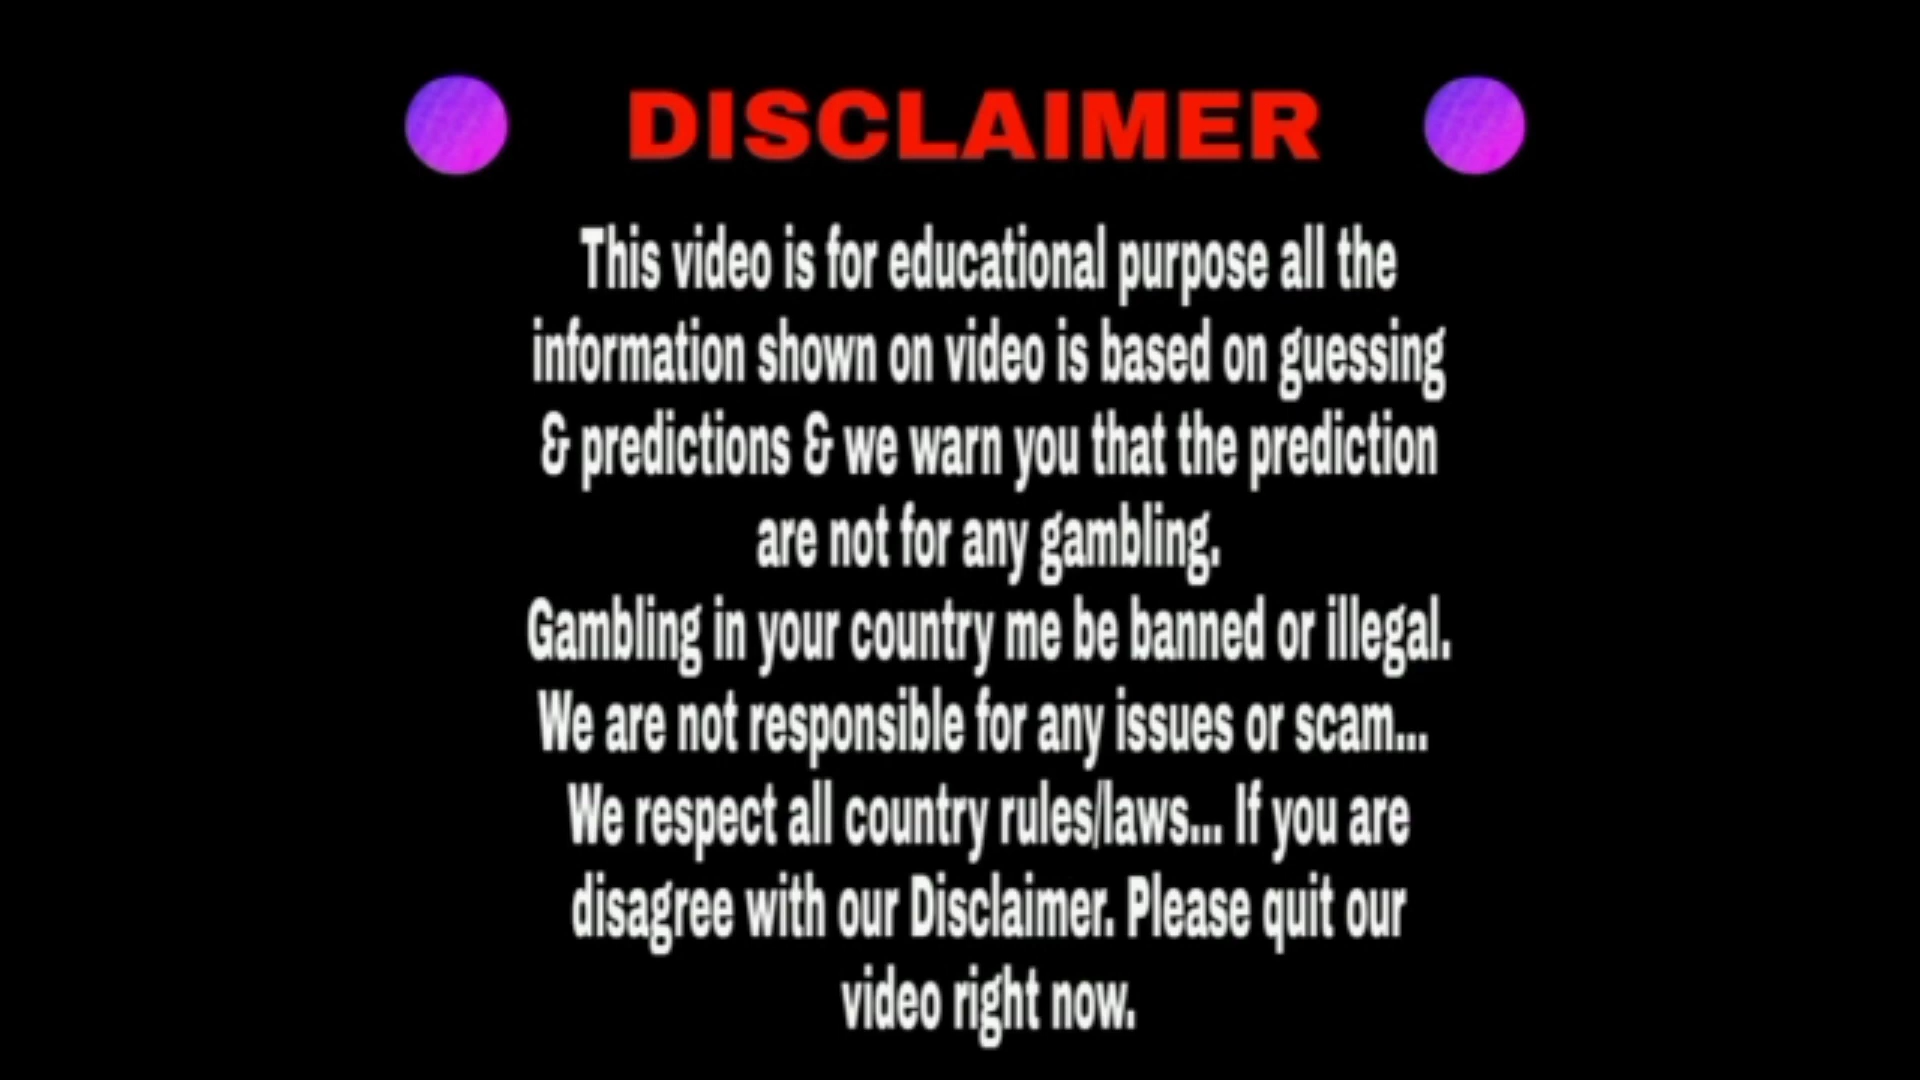 DISCLAIMER
This video is for educational purpose all the
information shown on video is based on guessing
& predictions & we warn you that the prediction
are not for any gambling.
Gambling in your country me be banned or illegal.
We are not responsible for any issues or scam...
We respect all country rules/laws... If you are
disagree with our Disclaimer. Please quit our
video right now.